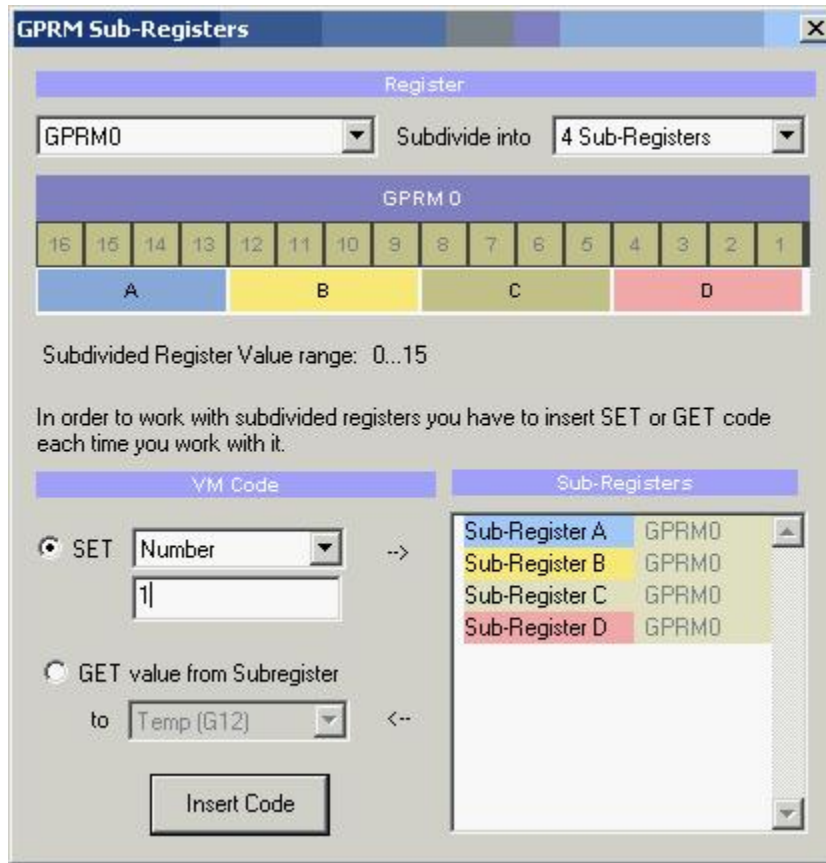 GPRM Sub-Registers
Register
GPRM0 Subdivide into 4 Sub-Registers
GPRM 0
16 15 14 13 12 11 10 9 8 7 6 5 4 3 2 1
A B C D
Subdivided Register Value range: 0...15
In order to work with subdivided registers you have to insert SET or GET code
each time you work with it.
VM Code Sub-Registers
SET Number -->
1
Sub-Register A GPRM0
Sub-Register B GPRM0
Sub-Register C GPRM0
Sub-Register D GPRM0
GET value from Subregister
to Temp (G12) <--
Insert Code